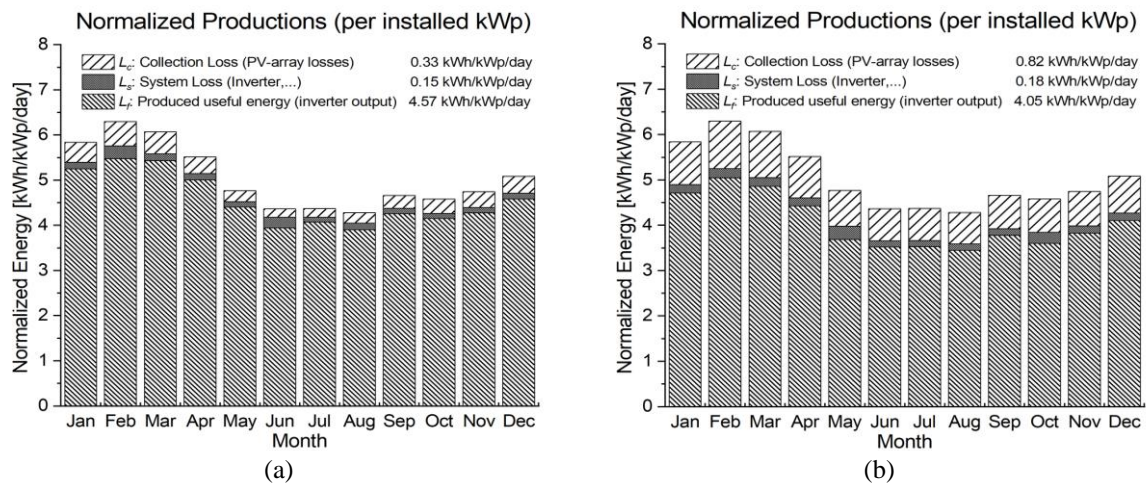 Normalized Productions (per installed kWp)
Normalized Energy [kWh/kWp/day]
8
7
6
5
4
3
2
1
0
Lc: Collection Loss (PV-array losses) 0.33 kWh/kWp/day
Ls: System Loss (Inverter,...) 0.15 kWh/kWp/day
Lf: Produced useful energy (inverter output) 4.57 kWh/kWp/day
Jan Feb Mar Apr May Jun Jul Aug Sep Oct Nov Dec
Month
(a)
Normalized Productions (per installed kWp)
Normalized Energy [kWh/kWp/day]
8
7
6
5
4
3
2
1
0
Lc: Collection Loss (PV-array losses) 0.82 kWh/kWp/day
Ls: System Loss (Inverter,...) 0.18 kWh/kWp/day
Lf: Produced useful energy (inverter output) 4.05 kWh/kWp/day
Jan Feb Mar Apr May Jun Jul Aug Sep Oct Nov Dec
Month
(b)